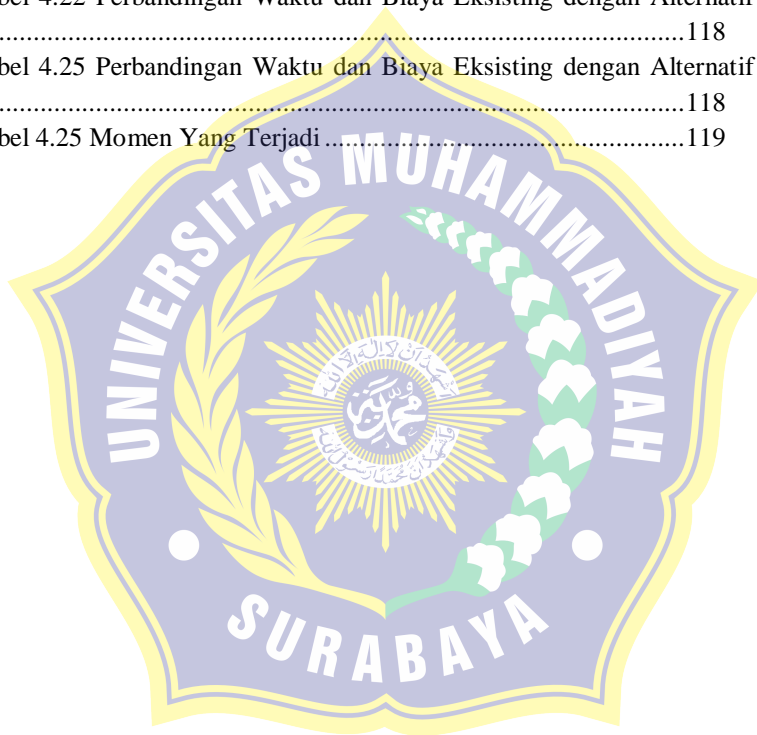 bel 4.22 Perbandingan Waktu dan Biaya Eksisting dengan Alternatif
..........................................................................................118
bel 4.25 Perbandingan Waktu dan Biaya Eksisting dengan Alternatif
..........................................................................................118
bel 4.25 Momen Yang Terjadi ...............................................119
UNIVERSITAS MUHAMMADIYAH
SURABAYA
محمد